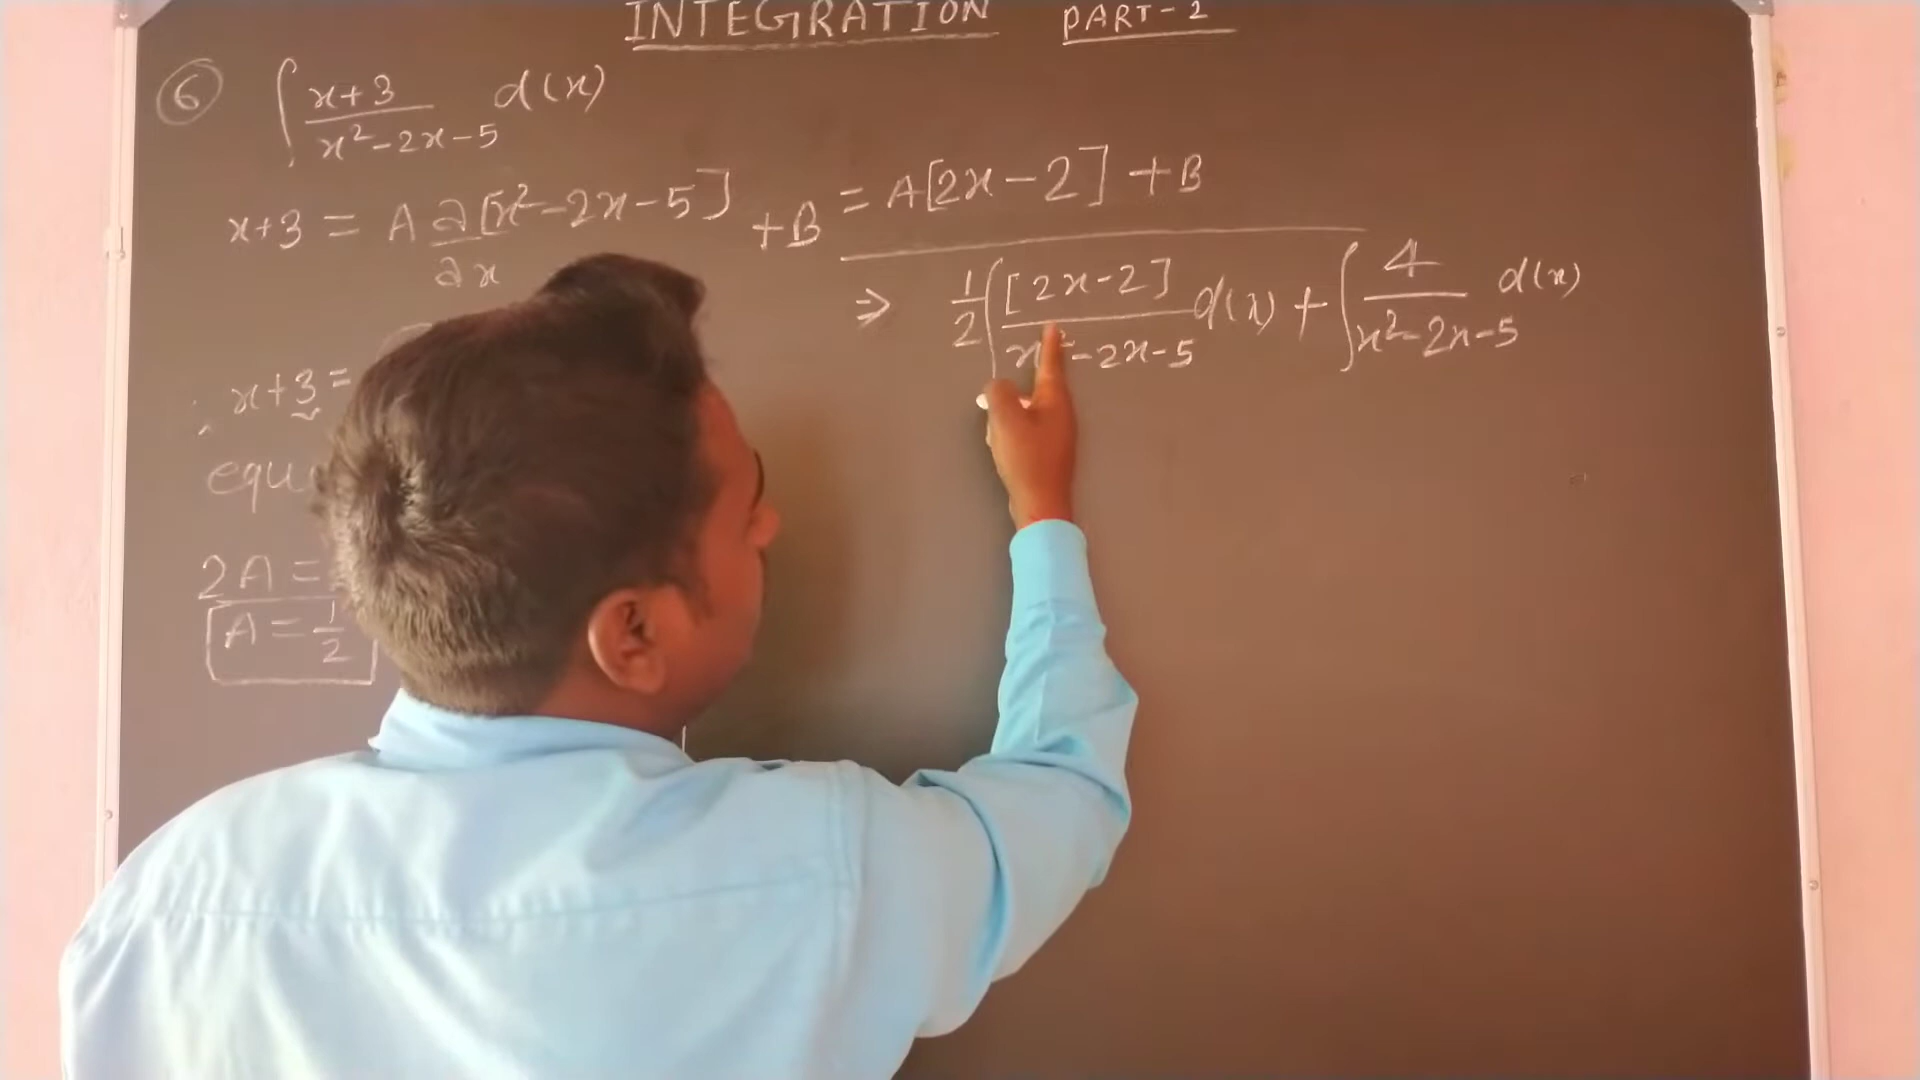 INTEGRATION PART-2
⑥ ∫ x+3 / x²-2x-5 d(x)
x+3 = A ∂/∂x [x²-2x-5] + B = A[2x-2] + B
⇒ 1/2 ∫ [2x-2] / x²-2x-5 d(x) + ∫ 4 / x²-2x-5 d(x)
∴ x+3 =
2A =
A = 1/2